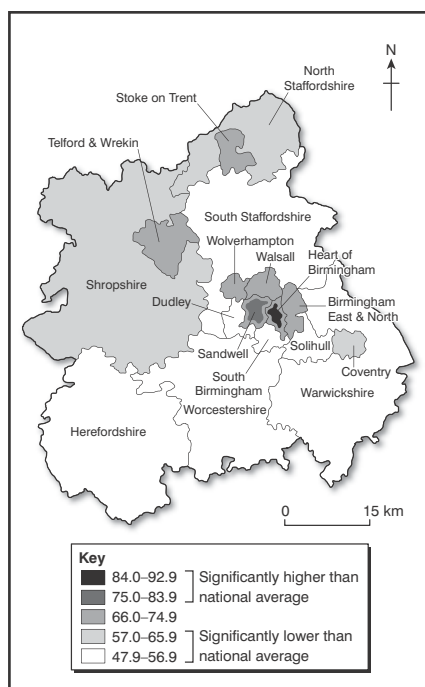 N
North
Staffordshire
Stoke on Trent
Telford & Wrekin
South Staffordshire
Wolverhampton
Walsall
Heart of
Birmingham
Shropshire
Dudley
Birmingham
East & North
Sandwell
Solihull
South
Birmingham
Coventry
Worcestershire
Warwickshire
Herefordshire
0 15 km
Key
84.0–92.9 Significantly higher than
75.0–83.9 national average
66.0–74.9
57.0–65.9 Significantly lower than
47.9–56.9 national average